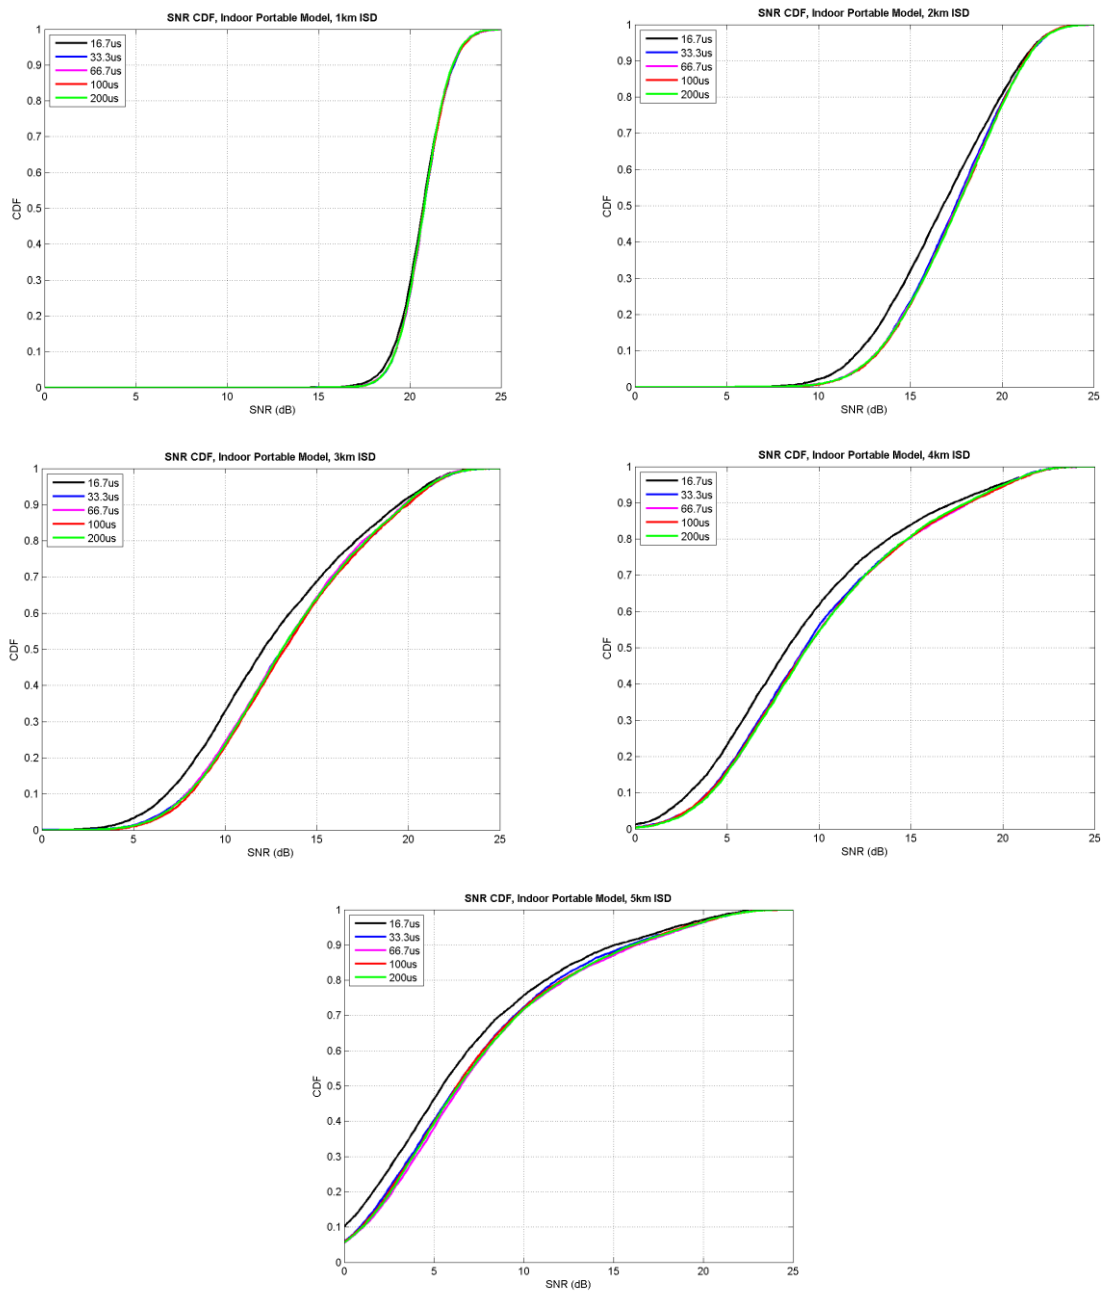 SNR CDF, Indoor Portable Model, 1km ISD
1
0.9
0.8
0.7
0.6
0.5
0.4
0.3
0.2
0.1
0
CDF
16.7us
33.3us
66.7us
100us
200us
0 5 10 15 20 25
SNR (dB)
SNR CDF, Indoor Portable Model, 2km ISD
1
0.9
0.8
0.7
0.6
0.5
0.4
0.3
0.2
0.1
0
CDF
16.7us
33.3us
66.7us
100us
200us
0 5 10 15 20 25
SNR (dB)
SNR CDF, Indoor Portable Model, 3km ISD
1
0.9
0.8
0.7
0.6
0.5
0.4
0.3
0.2
0.1
0
CDF
16.7us
33.3us
66.7us
100us
200us
0 5 10 15 20 25
SNR (dB)
SNR CDF, Indoor Portable Model, 4km ISD
1
0.9
0.8
0.7
0.6
0.5
0.4
0.3
0.2
0.1
0
CDF
16.7us
33.3us
66.7us
100us
200us
0 5 10 15 20 25
SNR (dB)
SNR CDF, Indoor Portable Model, 5km ISD
1
0.9
0.8
0.7
0.6
0.5
0.4
0.3
0.2
0.1
0
CDF
16.7us
33.3us
66.7us
100us
200us
0 5 10 15 20 25
SNR (dB)